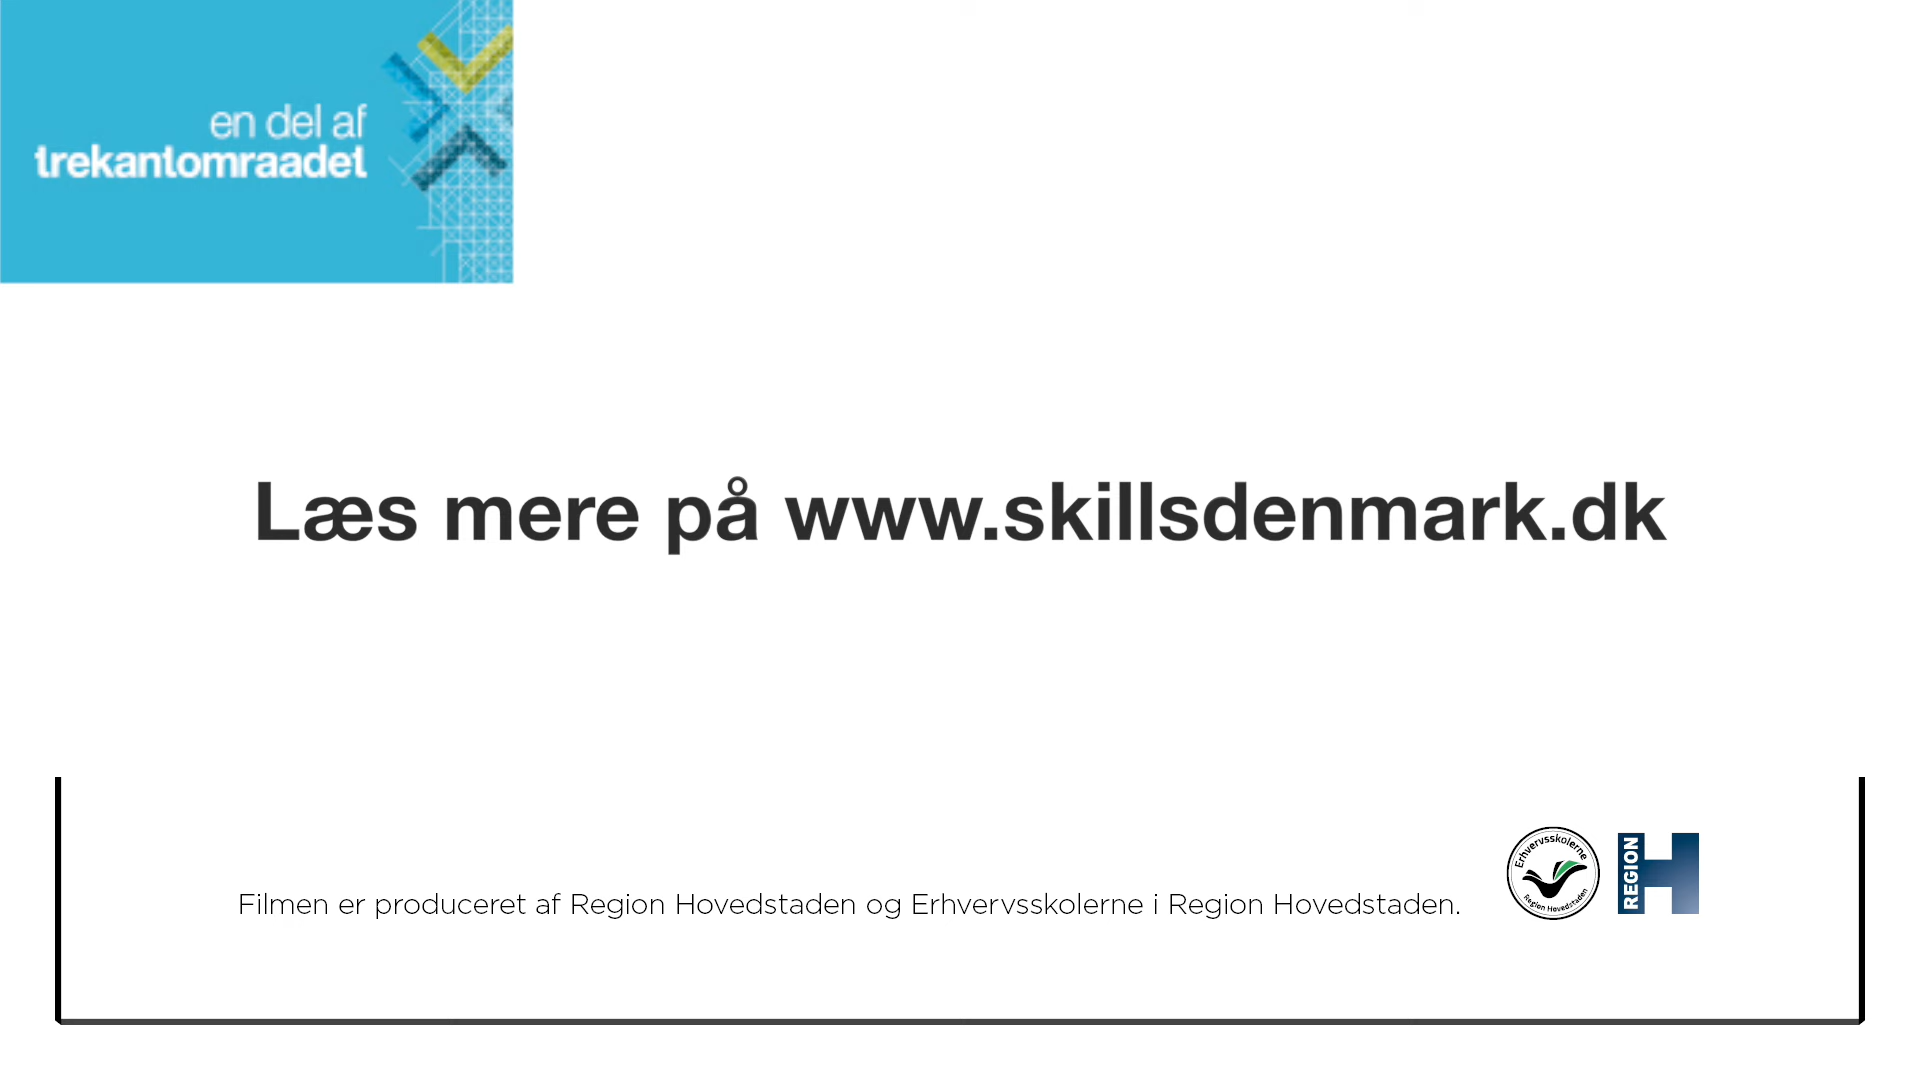 en del af
trekantomraadet
Læs mere på www.skillsdenmark.dk
Erhvervsskolerne
Region Hovedstaden
REGION H
Filmen er produceret af Region Hovedstaden og Erhvervsskolerne i Region Hovedstaden.